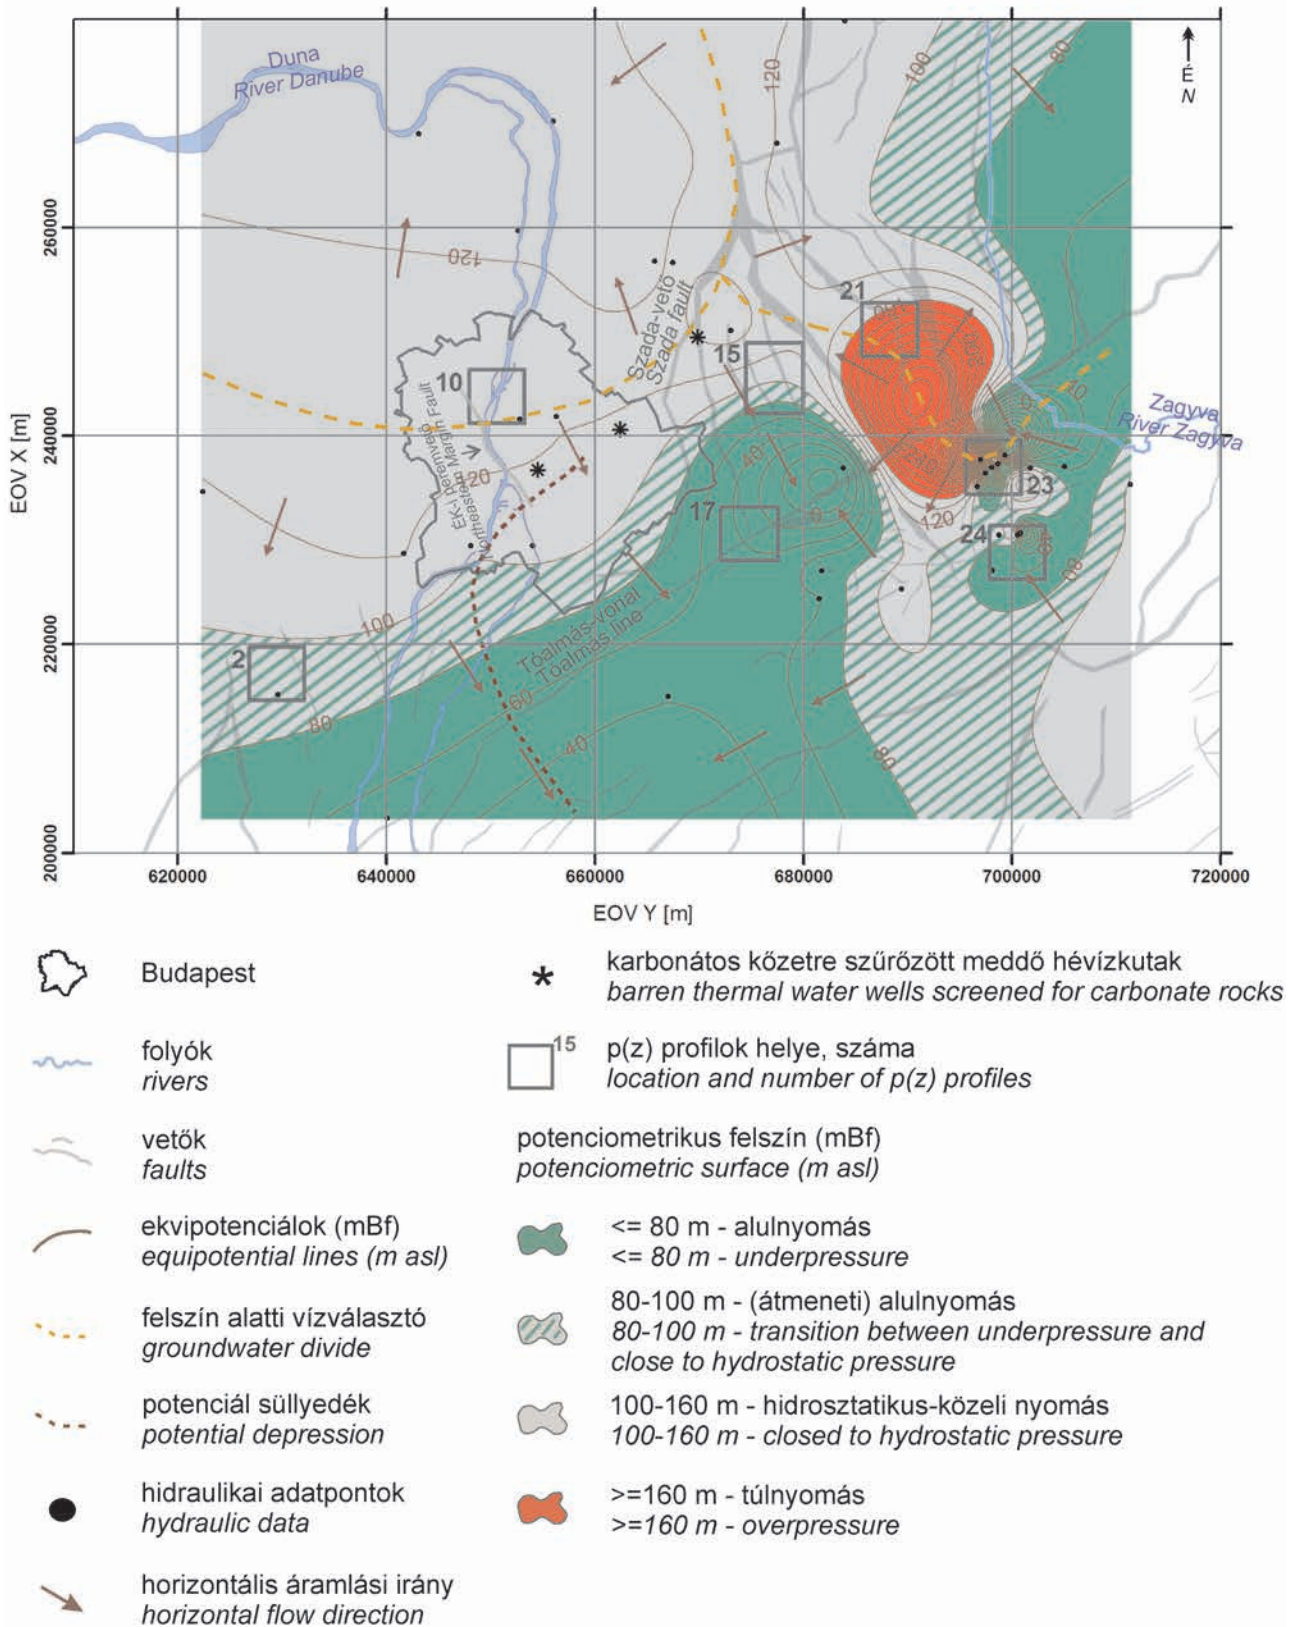 Duna
River Danube
100
80
120
É
N
260000
120
Szada-vető
Szada fault
21
15
10
40
0
Zagyva
River Zagyva
EOV X [m]
240000
ÉK-i peremvető
Northeastern Margin Fault
120
40
23
17
0
120
24
80
100
Tóalmás-vonal
Tóalmás line
220000
2
60
80
40
80
200000
620000
640000
660000
680000
700000
720000
EOV Y [m]
Budapest
folyók
rivers
vetők
faults
ekvipotenciálok (mBf)
equipotential lines (m asl)
felszín alatti vízválasztó
groundwater divide
potenciál süllyedék
potential depression
hidraulikai adatpontok
hydraulic data
horizontális áramlási irány
horizontal flow direction
*
karbonátos kőzetre szűrőzött meddő hévízkutak
barren thermal water wells screened for carbonate rocks
15
p(z) profilok helye, száma
location and number of p(z) profiles
potenciometrikus felszín (mBf)
potenciometric surface (m asl)
<= 80 m - alulnyomás
<= 80 m - underpressure
80-100 m - (átmeneti) alulnyomás
80-100 m - transition between underpressure and
close to hydrostatic pressure
100-160 m - hidrosztatikus-közeli nyomás
100-160 m - closed to hydrostatic pressure
>=160 m - túlnyomás
>=160 m - overpressure